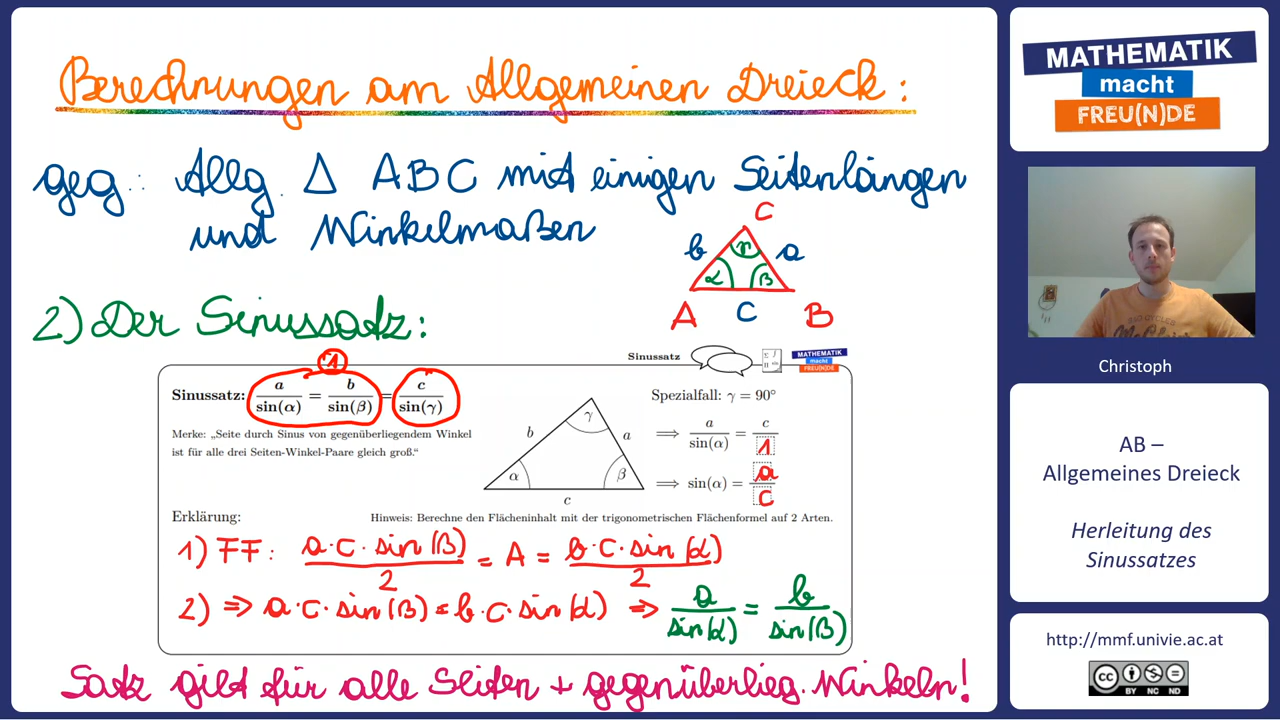 Berechnungen am Allgemeinen Dreieck:
geg: Allg. Δ ABC mit einigen Seitenlängen
und Winkelmaßen
C
b γ a
α β
A C B
2) Der Sinussatz:
1
Sinussatz
MATHEMATIK
macht
FREU(N)DE
Sinussatz: a/sin(α) = b/sin(β) = c/sin(γ)
Merke: „Seite durch Sinus von gegenüberliegendem Winkel
ist für alle drei Seiten-Winkel-Paare gleich groß.“
γ
b a
α β
c
Spezialfall: γ = 90°
⟹ a/sin(α) = c/1
⟹ sin(α) = a/c
Erklärung:
Hinweis: Berechne den Flächeninhalt mit der trigonometrischen Flächenformel auf 2 Arten.
1) FF: a·c·sin(β)/2 = A = b·c·sin(α)/2
2) ⇒ a·c·sin(β) = b·c·sin(α) ⇒ a/sin(α) = b/sin(β)
Satz gilt für alle Seiten + gegenüberlieg. Winkeln!
MATHEMATIK
macht
FREU(N)DE
Christoph
AB –
Allgemeines Dreieck
Herleitung des
Sinussatzes
http://mmf.univie.ac.at
cc
BY NC ND